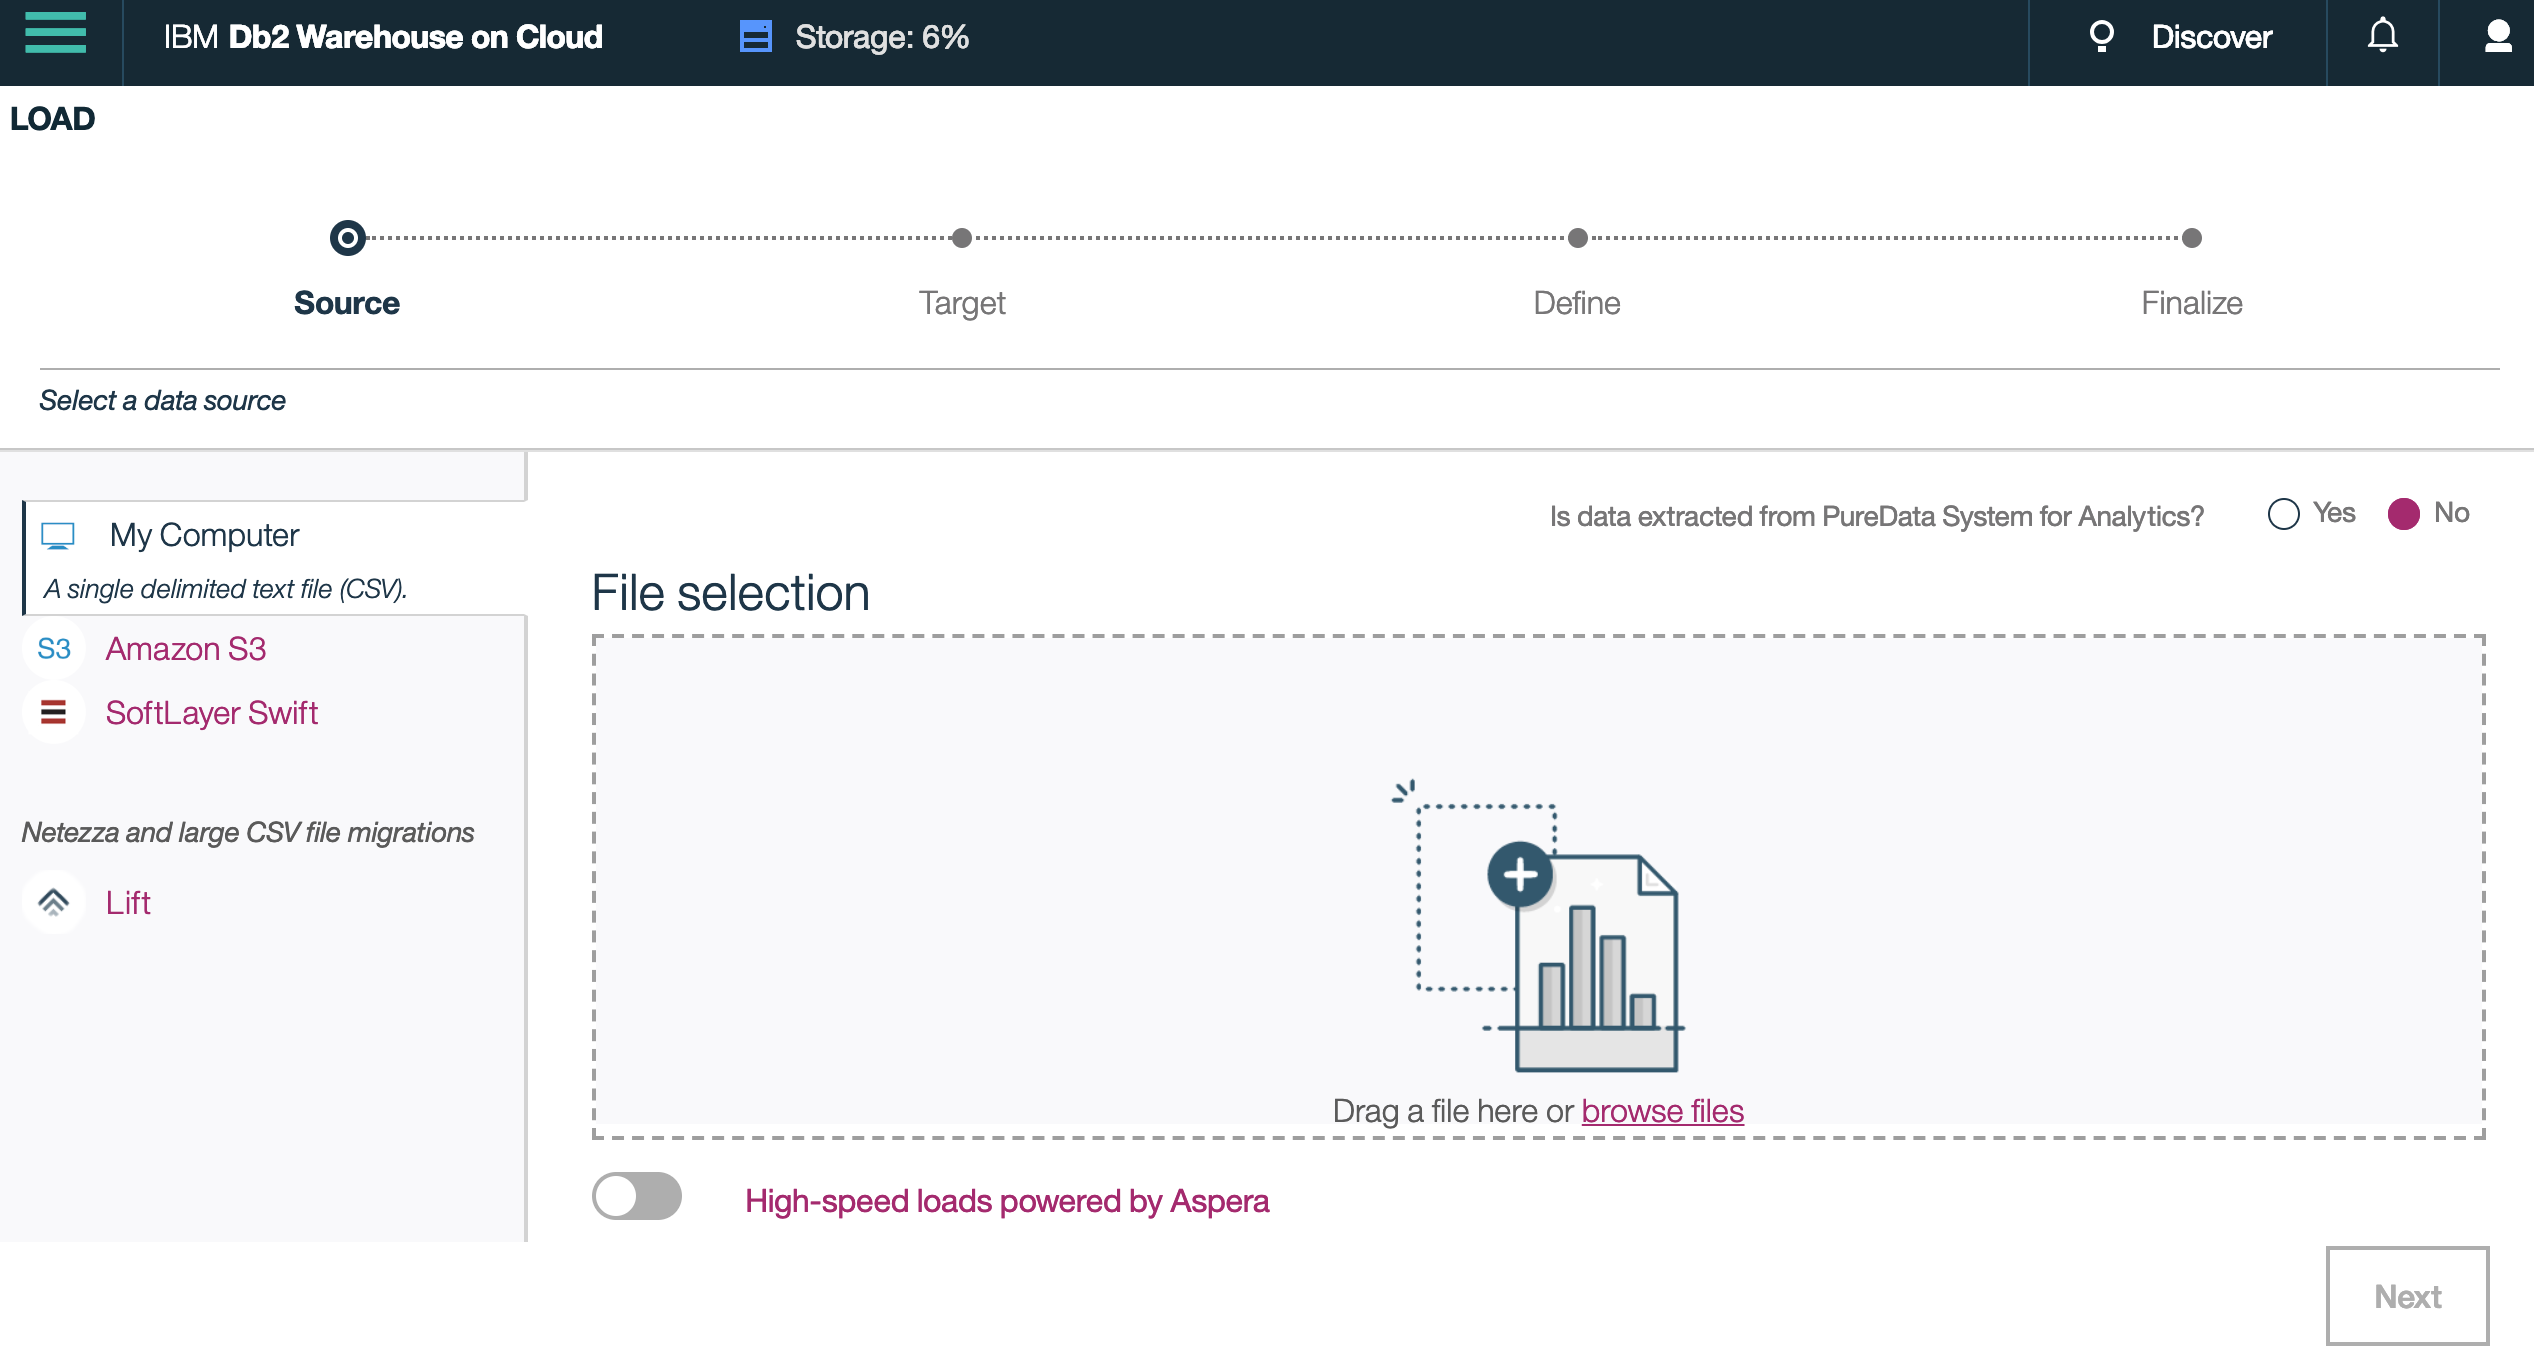 IBM Db2 Warehouse on Cloud
Storage: 6%
Discover
LOAD
Source
Target
Define
Finalize
Select a data source
My Computer
A single delimited text file (CSV).
S3 Amazon S3
SoftLayer Swift
Netezza and large CSV file migrations
Lift
Is data extracted from PureData System for Analytics? Yes No
File selection
Drag a file here or browse files
High-speed loads powered by Aspera
Next